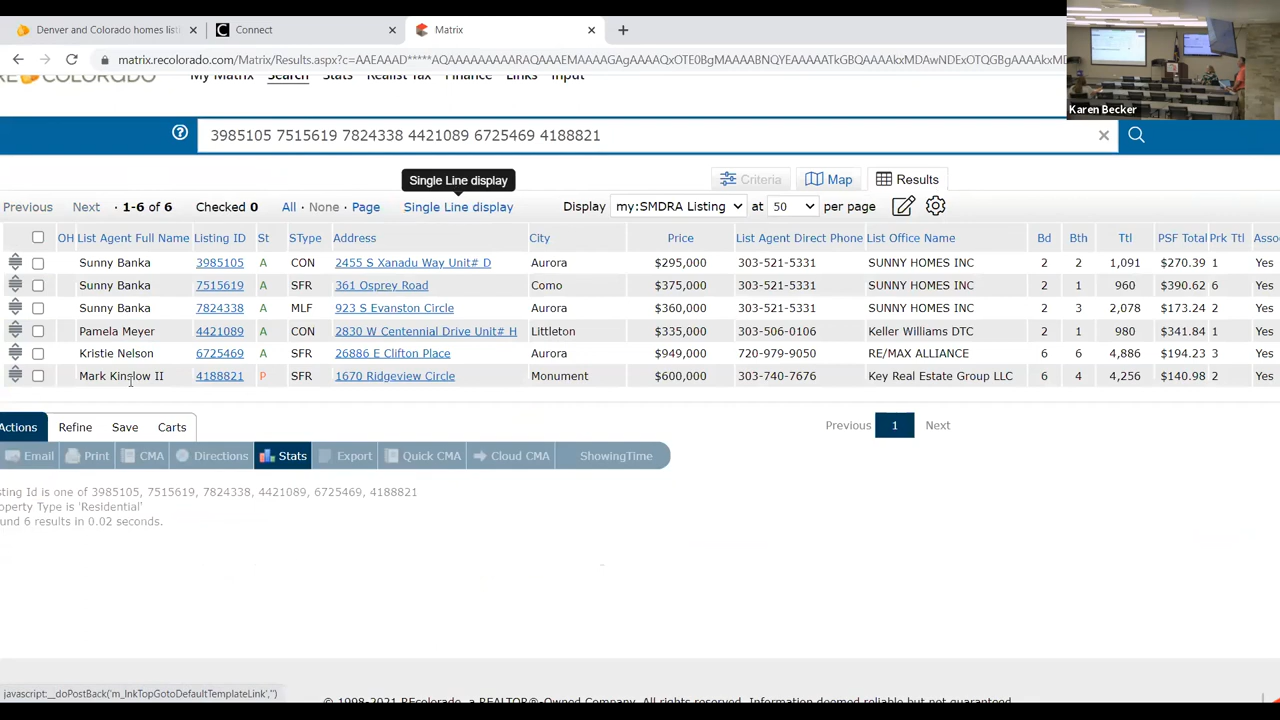 Denver and Colorado homes list
Connect
Matrix
matrix.recolorado.com/Matrix/Results.aspx?c=AAEAAAD*****AQAAAAAAAAARAQAAAEMAAAAGAgAAAAQxOTE0BgMAAAABNQYEAAAAATkGBQAAAAkxMDAwNDExOTQGBgAAAAkxMD
Karen Becker
RECOLORADO
My Matrix Search Stats Realist Tax Finance Links Input
3985105 7515619 7824338 4421089 6725469 4188821
Single Line display
Criteria Map Results
Previous Next · 1-6 of 6 Checked 0 All · None · Page Single Line display Display my:SMDRA Listing at 50 per page
OH List Agent Full Name Listing ID St SType Address City Price List Agent Direct Phone List Office Name Bd Bth Ttl PSF Total Prk Ttl Assoc
Sunny Banka 3985105 A CON 2455 S Xanadu Way Unit# D Aurora $295,000 303-521-5331 SUNNY HOMES INC 2 2 1,091 $270.39 1 Yes
Sunny Banka 7515619 A SFR 361 Osprey Road Como $375,000 303-521-5331 SUNNY HOMES INC 2 1 960 $390.62 6 Yes
Sunny Banka 7824338 A MLF 923 S Evanston Circle Aurora $360,000 303-521-5331 SUNNY HOMES INC 2 3 2,078 $173.24 2 Yes
Pamela Meyer 4421089 A CON 2830 W Centennial Drive Unit# H Littleton $335,000 303-506-0106 Keller Williams DTC 2 1 980 $341.84 1 Yes
Kristie Nelson 6725469 A SFR 26886 E Clifton Place Aurora $949,000 720-979-9050 RE/MAX ALLIANCE 6 6 4,886 $194.23 3 Yes
Mark Kinslow II 4188821 P SFR 1670 Ridgeview Circle Monument $600,000 303-740-7676 Key Real Estate Group LLC 6 4 4,256 $140.98 2 Yes
Actions Refine Save Carts
Previous 1 Next
Email Print CMA Directions Stats Export Quick CMA Cloud CMA ShowingTime
sting Id is one of 3985105, 7515619, 7824338, 4421089, 6725469, 4188821
operty Type is 'Residential'
und 6 results in 0.02 seconds.
javascript:__doPostBack('m_lnkTopGotoDefaultTemplateLink','')
© 1998-2021 REcolorado, a REALTOR®-Owned Company. All rights reserved. Information deemed reliable but not guaranteed.